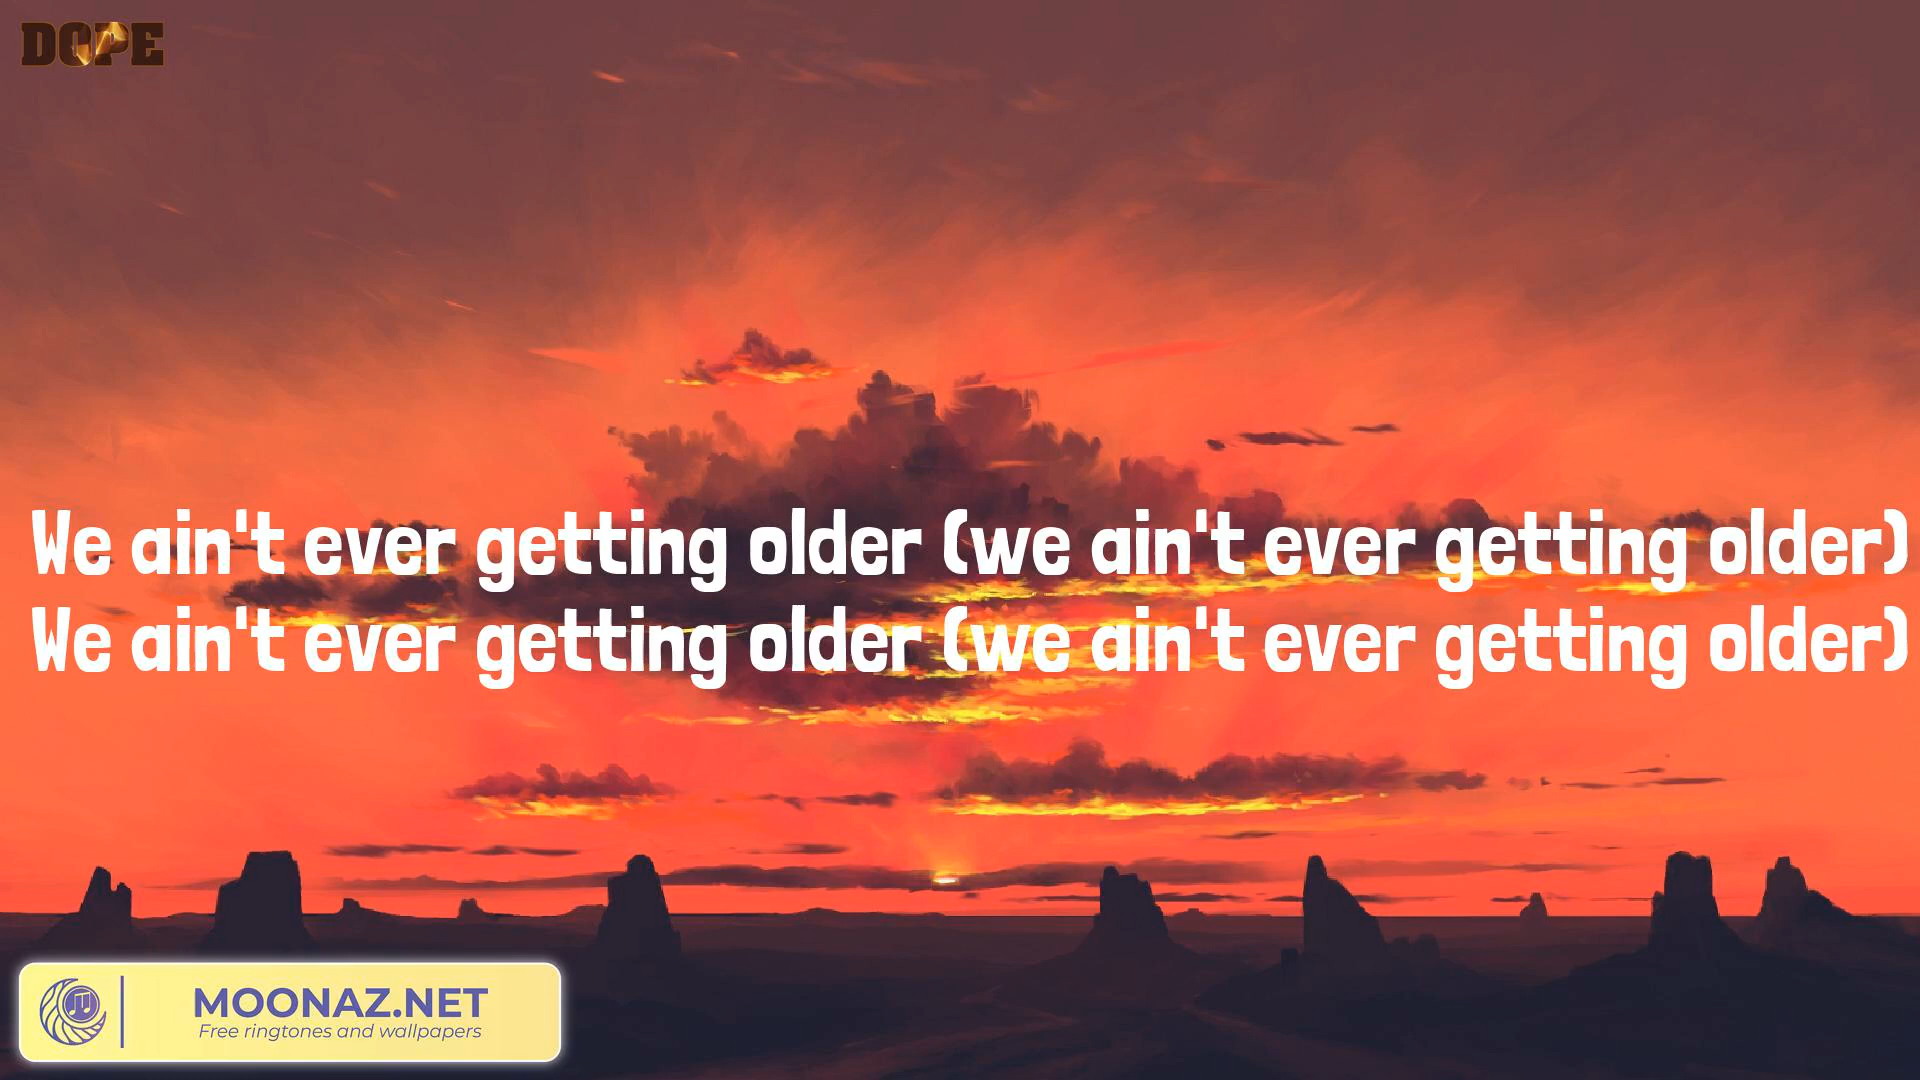 DOPE
We ain't ever getting older (we ain't ever getting older)
We ain't ever getting older (we ain't ever getting older)
MOONAZ.NET
Free ringtones and wallpapers